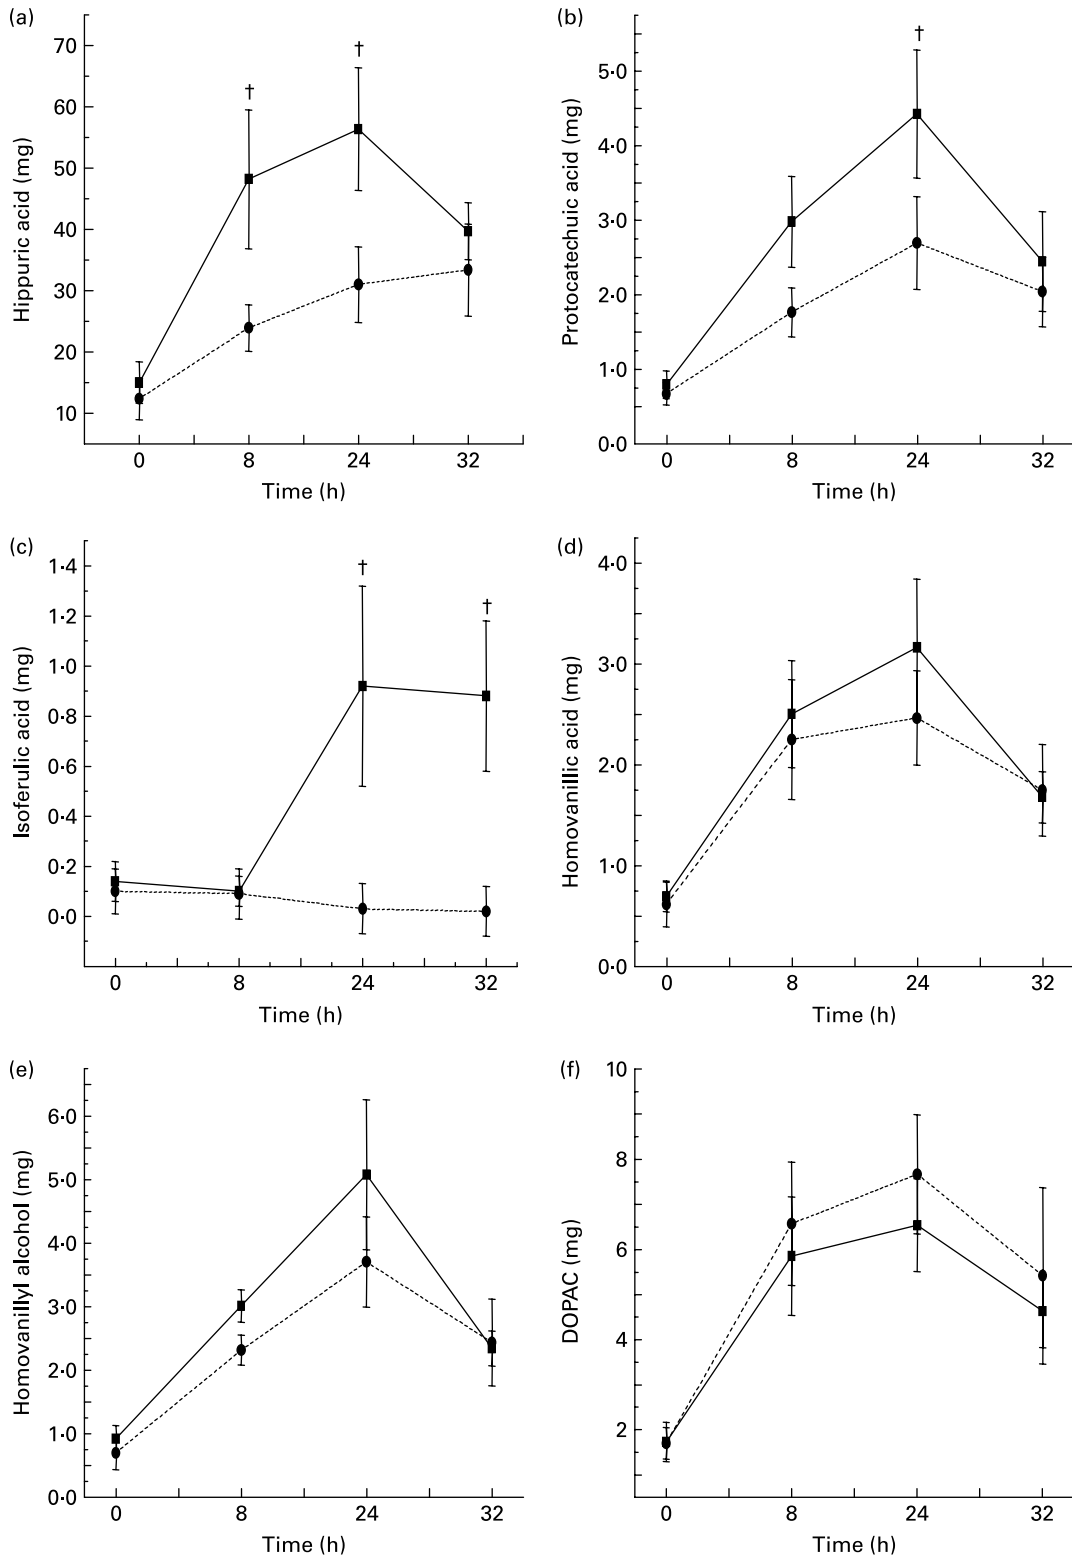 (a)
†
†
70
60
50
40
30
20
10
Hippuric acid (mg)
0 8 24 32
Time (h)
(b)
†
5·0
4·0
3·0
2·0
1·0
0·0
Protocatechuic acid (mg)
0 8 24 32
Time (h)
(c)
†
†
1·4
1·2
1·0
0·8
0·6
0·4
0·2
0·0
Isoferulic acid (mg)
0 8 24 32
Time (h)
(d)
4·0
3·0
2·0
1·0
0·0
Homovanillic acid (mg)
0 8 24 32
Time (h)
(e)
6·0
5·0
4·0
3·0
2·0
1·0
0·0
Homovanillyl alcohol (mg)
0 8 24 32
Time (h)
(f)
10
8
6
4
2
DOPAC (mg)
0 8 24 32
Time (h)